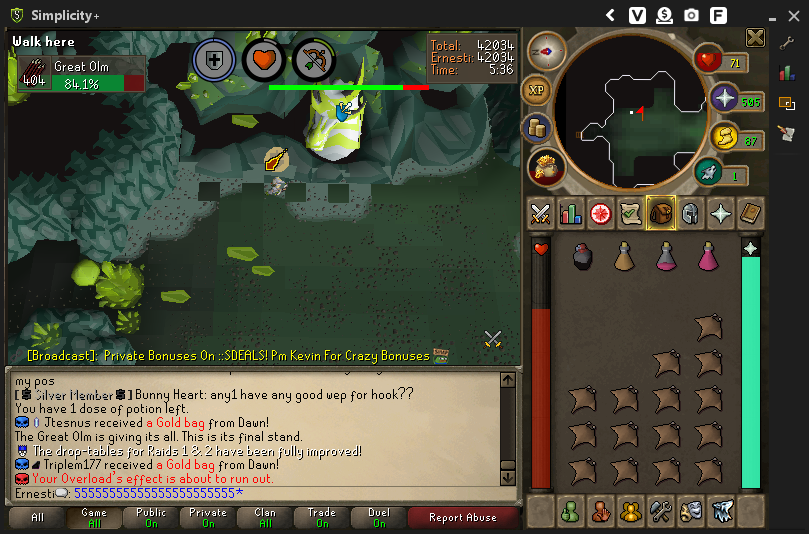 Simplicity+
V
F
Walk here
Great Olm
404
84.1%
Total: 42034
Ernesti: 42034
Time: 5:36
71
XP
505
87
1
[Broadcast]: Private Bonuses On ::SDEALS! Pm Kevin For Crazy Bonuses
my pos
[Silver Member] Bunny Heart: any1 have any good wep for hook??
You have 1 dose of potion left.
Jtesnus received a Gold bag from Dawn!
The Great Olm is giving its all. This is its final stand.
The drop-tables for Raids 1 & 2 have been fully improved!
Triplem177 received a Gold bag from Dawn!
Your Overload's effect is about to run out.
Ernesti: 5555555555555555555555555*
All
Game
All
Public
On
Private
On
Clan
All
Trade
On
Duel
On
Report Abuse